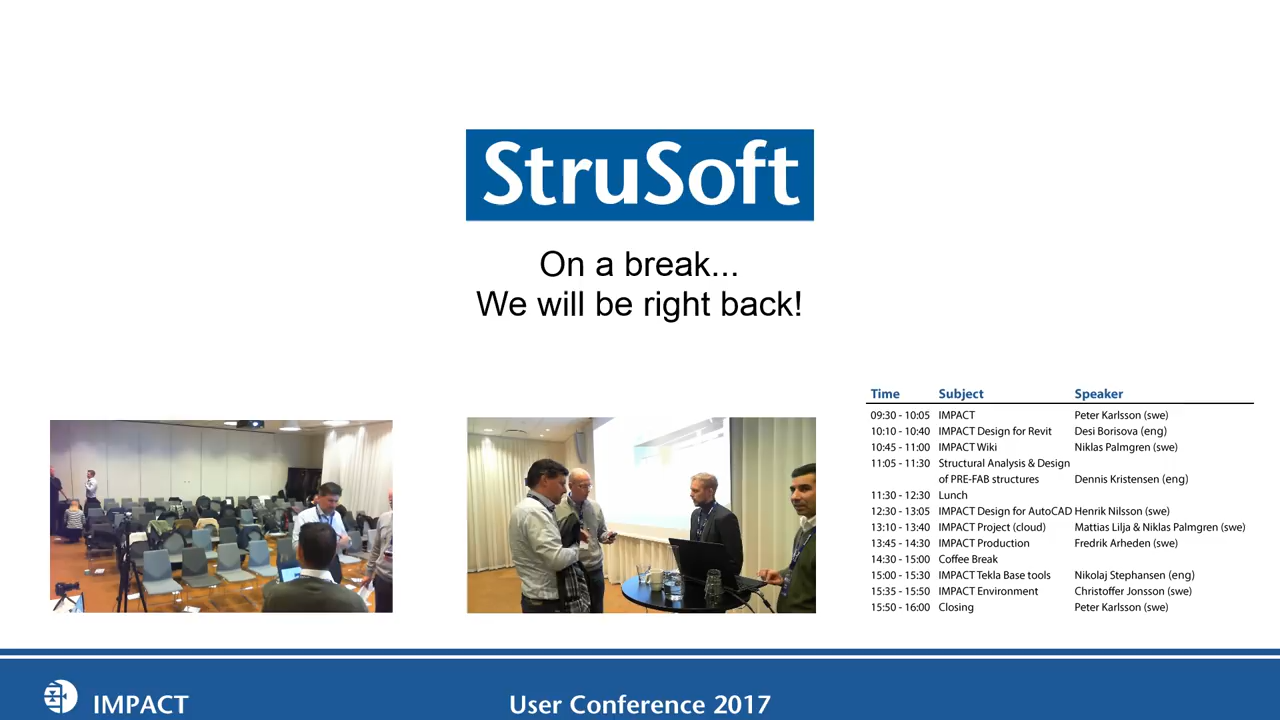 StruSoft
On a break...
We will be right back!
Time Subject Speaker
09:30 - 10:05 IMPACT Peter Karlsson (swe)
10:10 - 10:40 IMPACT Design for Revit Desi Borisova (eng)
10:45 - 11:00 IMPACT Wiki Niklas Palmgren (swe)
11:05 - 11:30 Structural Analysis & Design
of PRE-FAB structures Dennis Kristensen (eng)
11:30 - 12:30 Lunch
12:30 - 13:05 IMPACT Design for AutoCAD Henrik Nilsson (swe)
13:10 - 13:40 IMPACT Project (cloud) Mattias Lilja & Niklas Palmgren (swe)
13:45 - 14:30 IMPACT Production Fredrik Arheden (swe)
14:30 - 15:00 Coffee Break
15:00 - 15:30 IMPACT Tekla Base tools Nikolaj Stephansen (eng)
15:35 - 15:50 IMPACT Environment Christoffer Jonsson (swe)
15:50 - 16:00 Closing Peter Karlsson (swe)
IMPACT
User Conference 2017